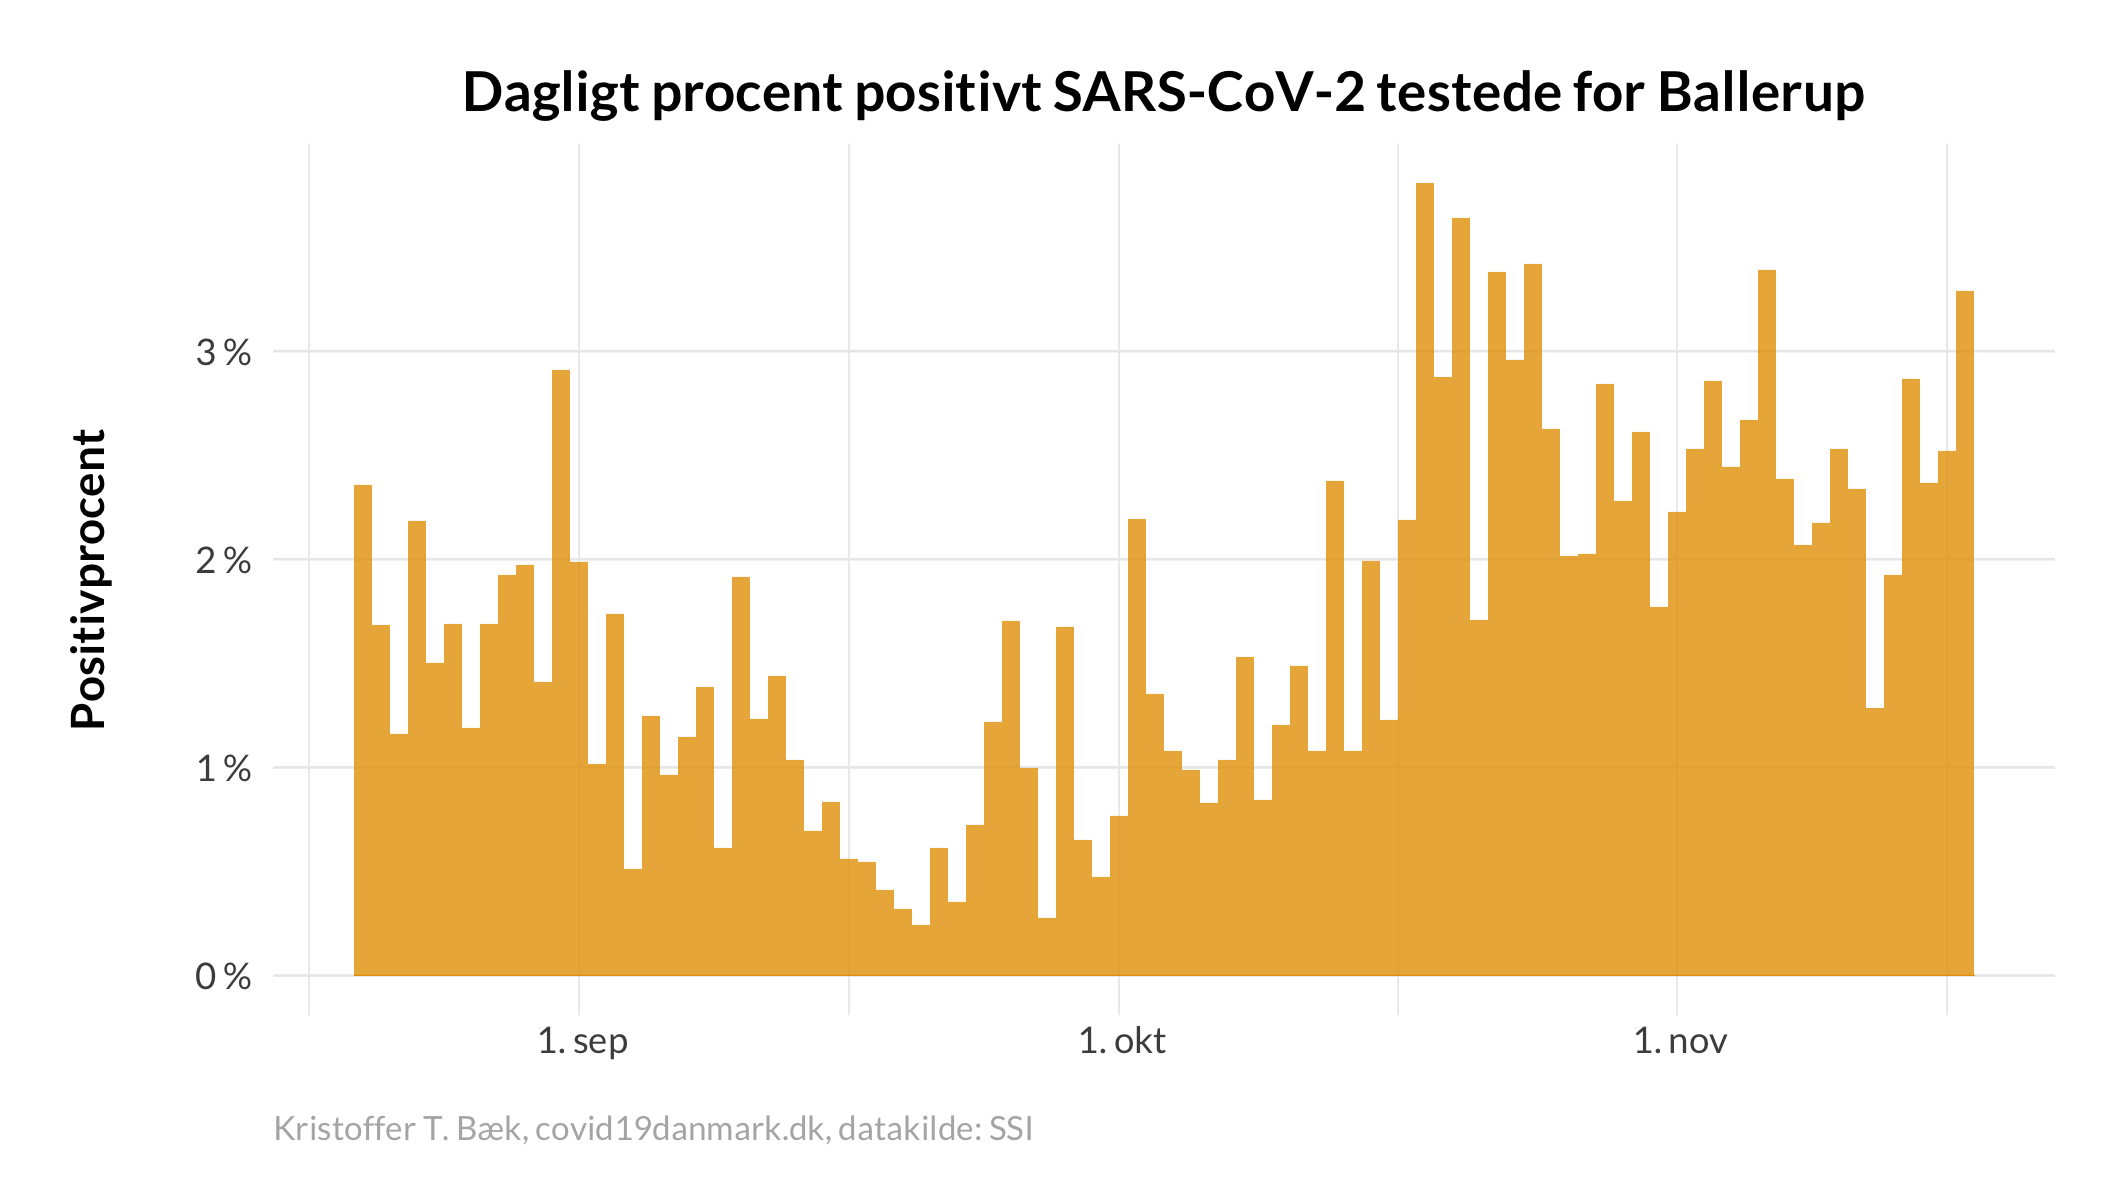 Dagligt procent positivt SARS-CoV-2 testede for Ballerup
Positivprocent
3 %
2 %
1 %
0 %
1. sep
1. okt
1. nov
Kristoffer T. Bæk, covid19danmark.dk, datakilde: SSI